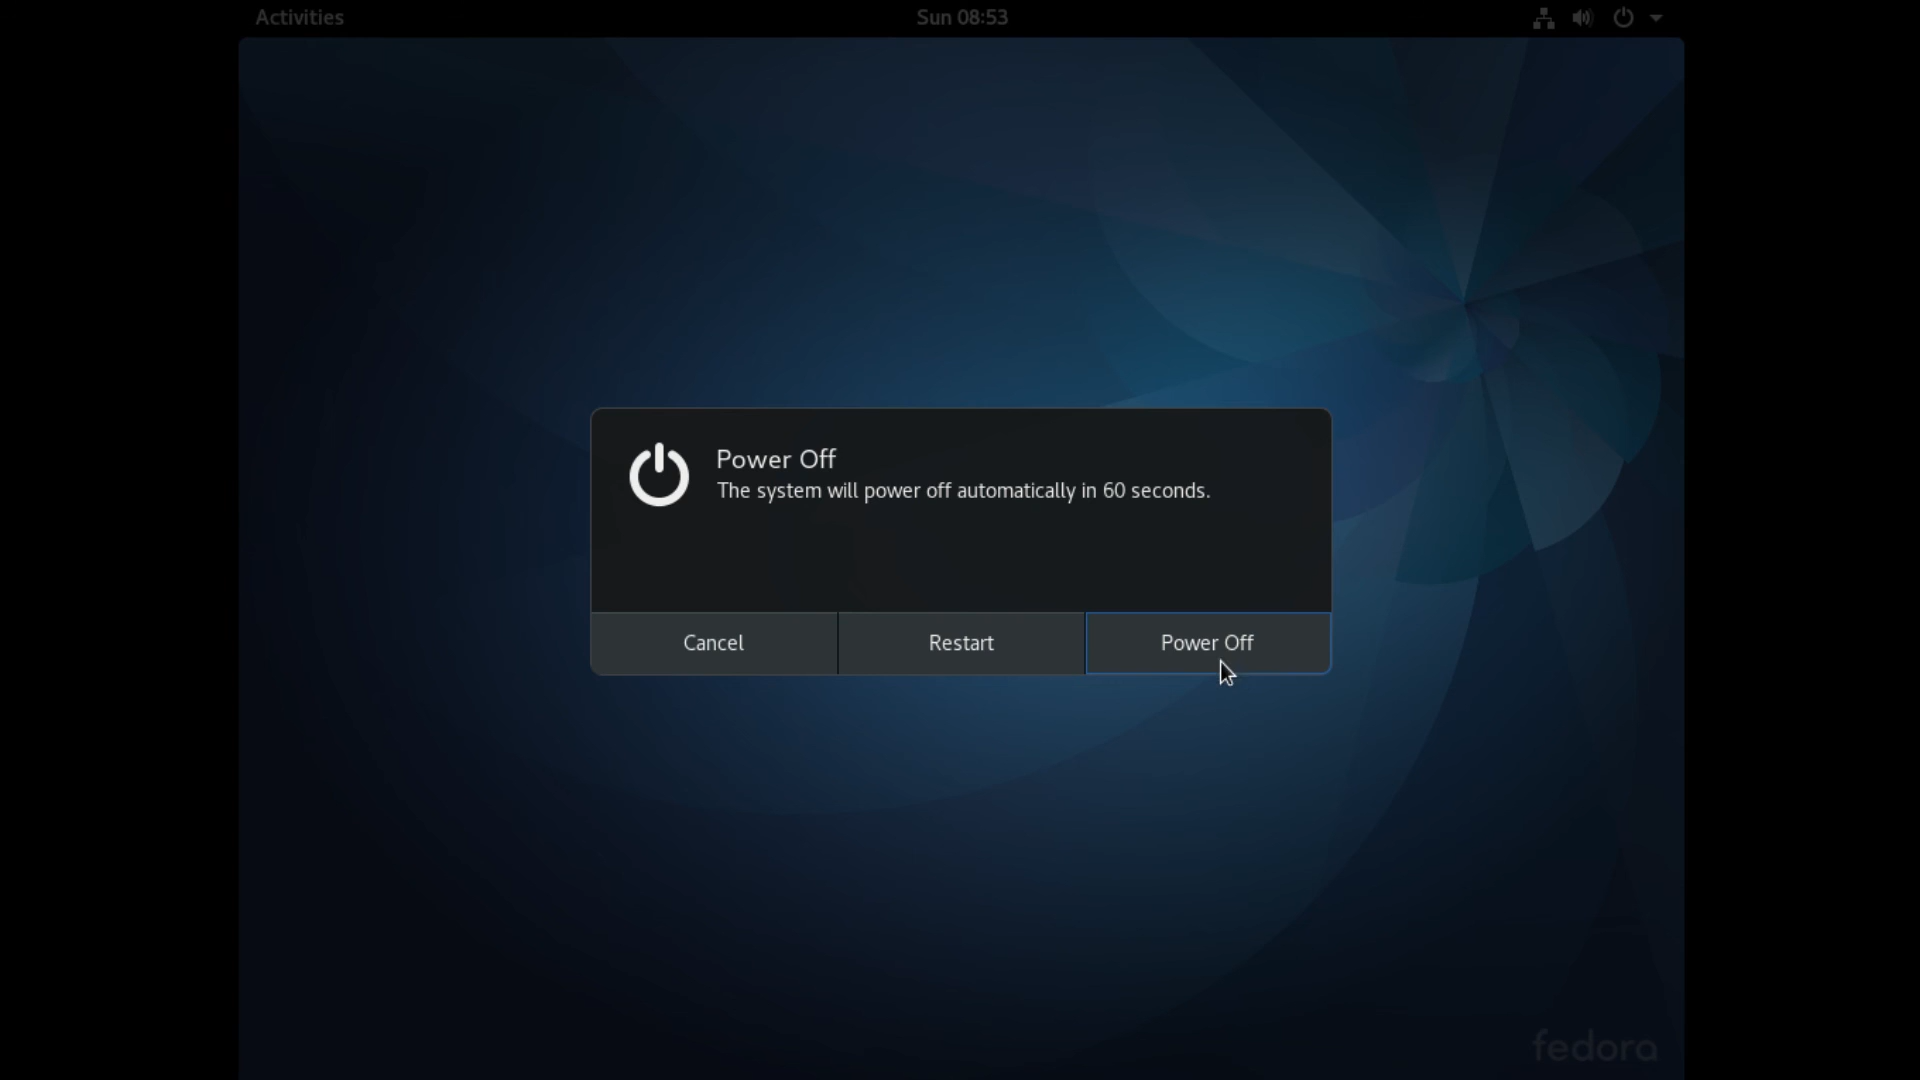 Activities
Sun 08:53
Power Off
The system will power off automatically in 60 seconds.
Cancel
Restart
Power Off
fedora